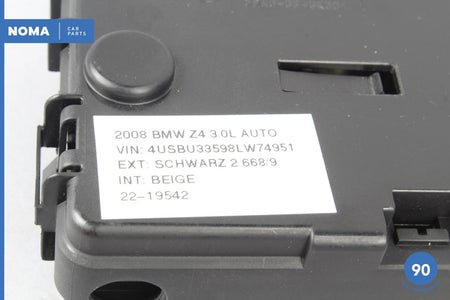 NOMA CAR PARTS
2008 BMW Z4 3.0L AUTO
VIN: 4USBU33598LW74951
EXT: SCHWARZ 2 668/9
INT: BEIGE
22-19542
90